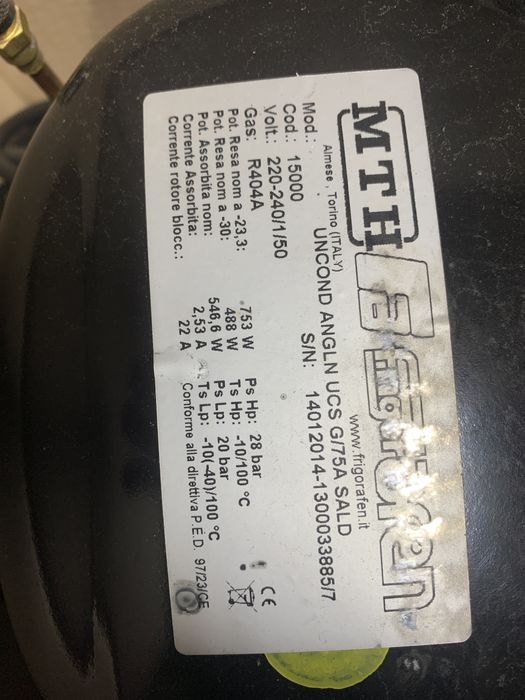 MTH frigorafen
Almese , Torino (ITALY) www.frigorafen.it
Mod.: UNCOND ANGLN UCS G/75A SALD
Cod.: 15000 S/N: 14012014-1300033885/7
Volt.: 220-240/1/50
Gas: R404A
Pot. Resa nom a -23,3: 753 W Ps Hp: 28 bar
Pot. Resa nom a -30: 488 W Ts Hp: -10/100 °C
Pot. Assorbita nom: 546,6 W Ps Lp: 20 bar
Corrente Assorbita: 2,53 A Ts Lp: -10(-40)/100 °C
Corrente rotore blocc.: 22 A Conforme alla direttiva P.E.D. 97/23/CE
CE